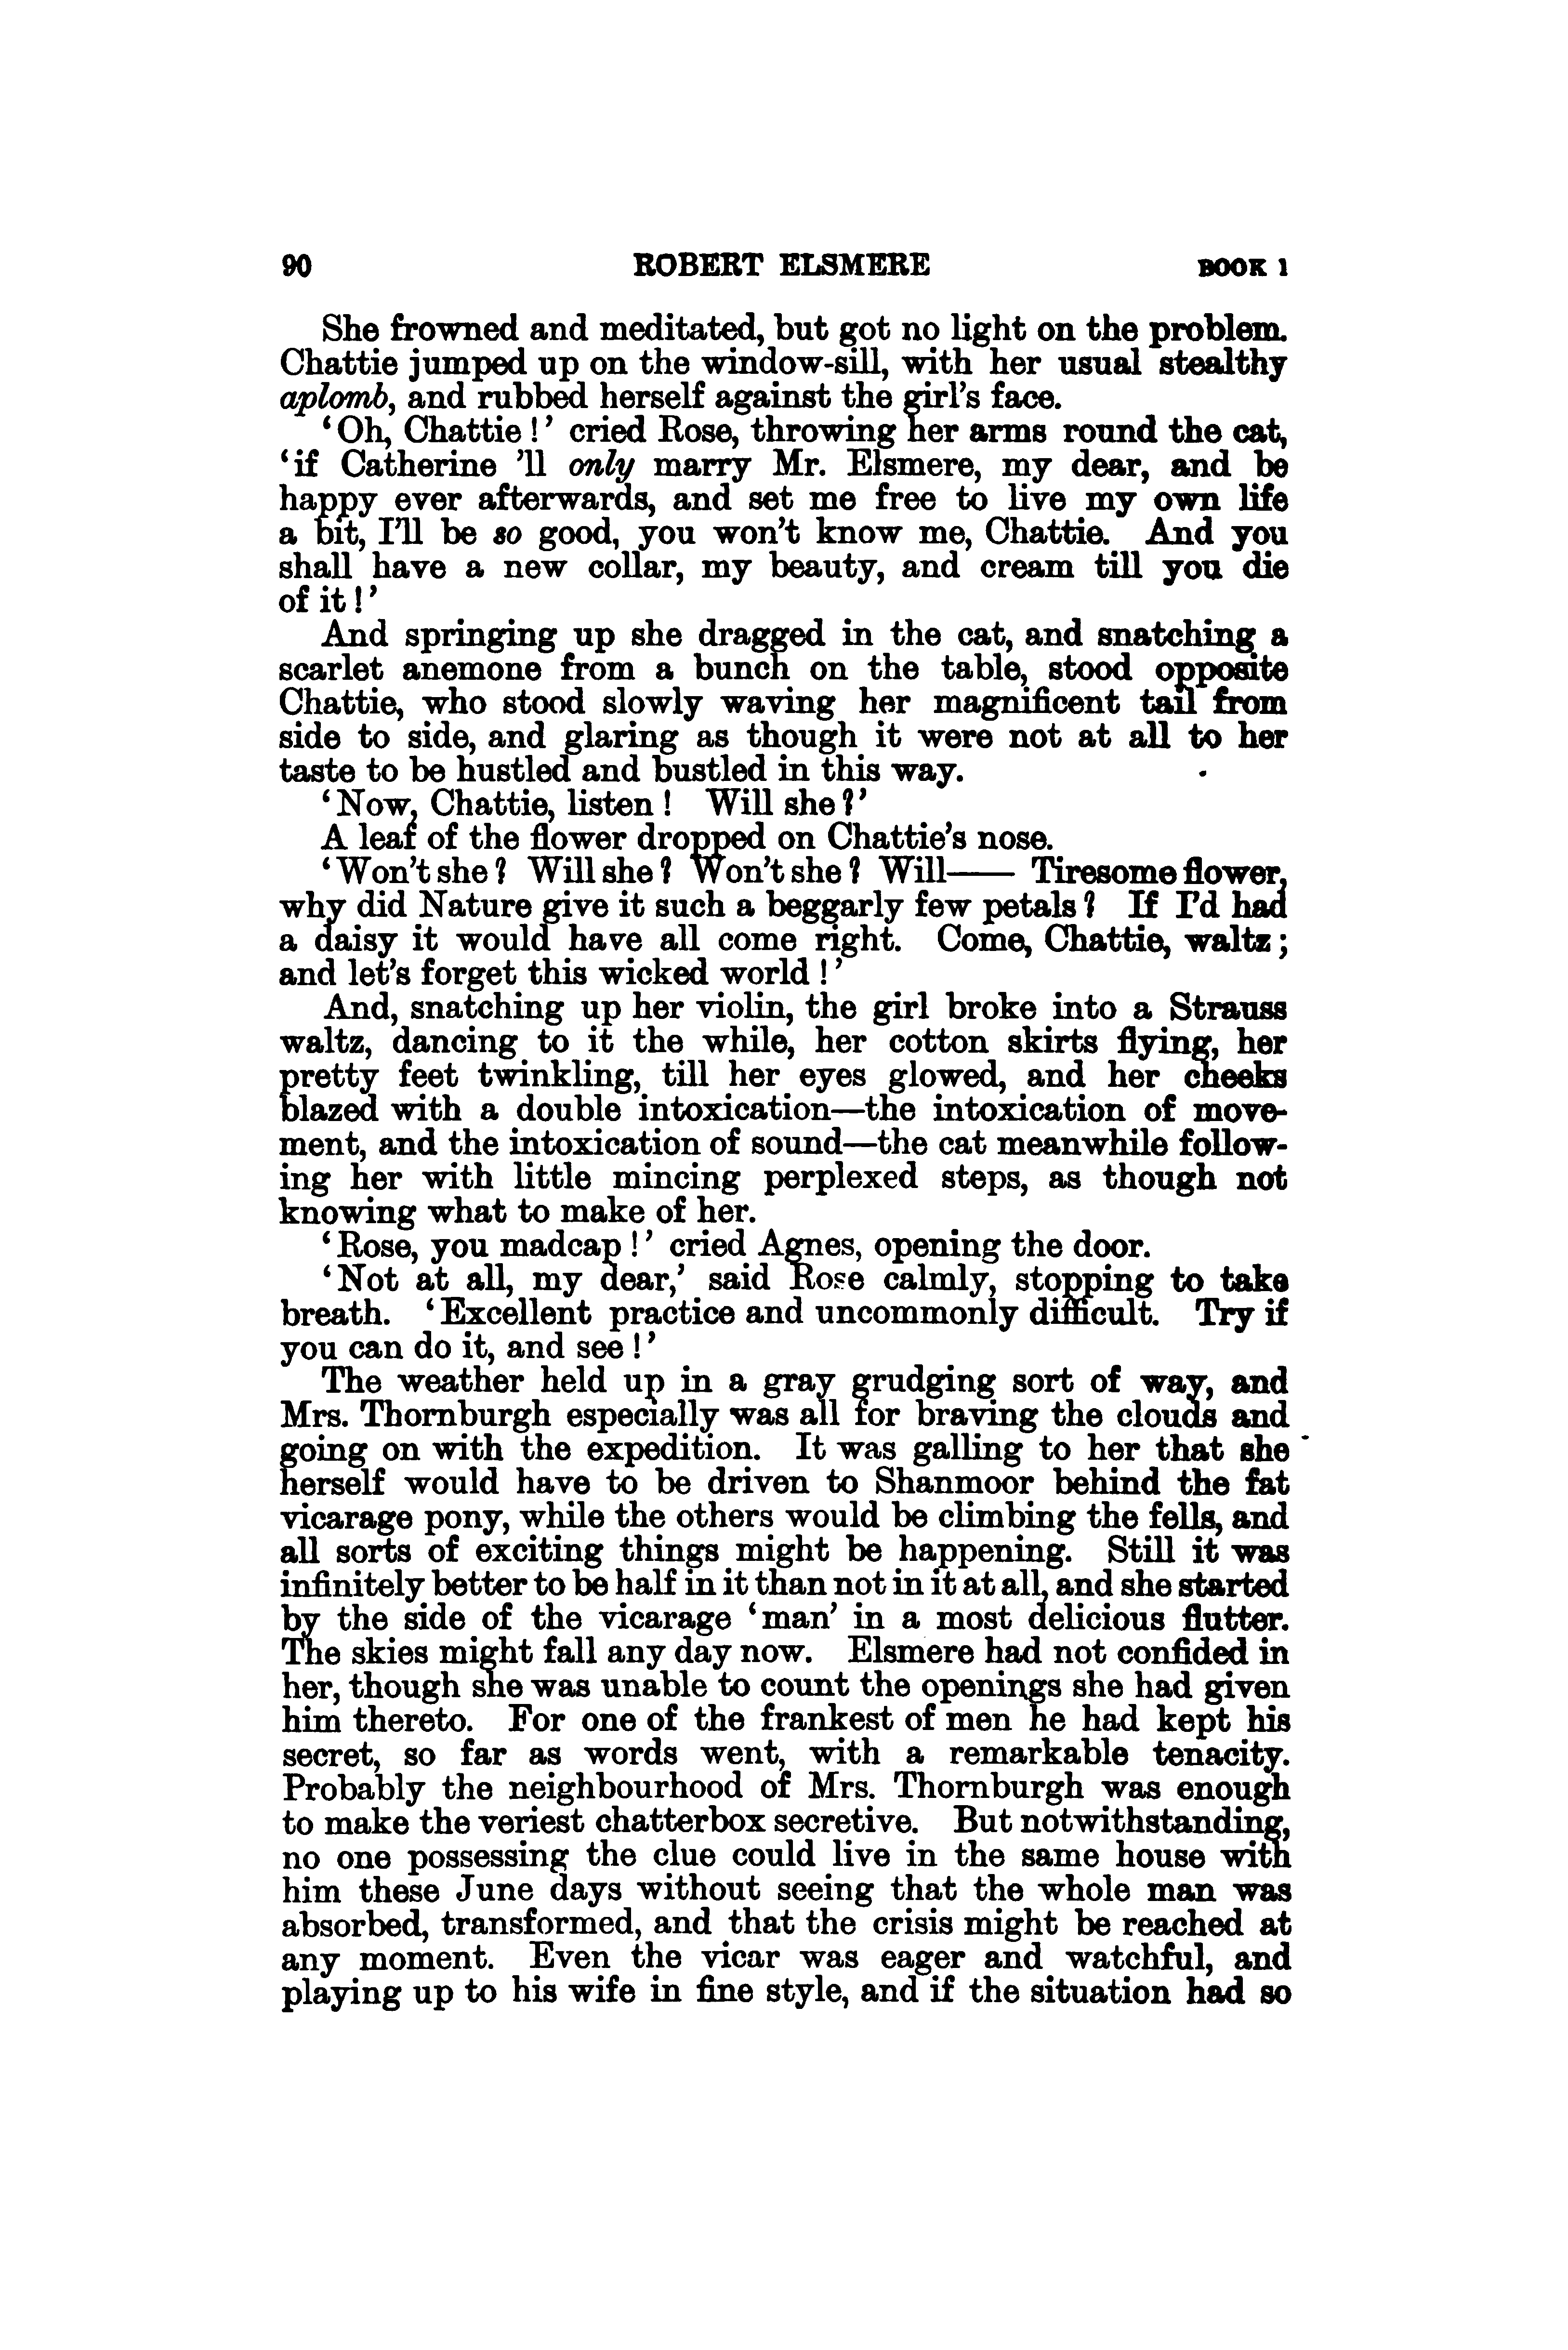 90 ROBERT ELSMERE BOOK I
She frowned and meditated, but got no light on the problem.
Chattie jumped up on the window-sill, with her usual stealthy
aplomb, and rubbed herself against the girl's face.
‘Oh, Chattie!’ cried Rose, throwing her arms round the cat,
‘if Catherine ’ll only marry Mr. Elsmere, my dear, and be
happy ever afterwards, and set me free to live my own life
a bit, I'll be so good, you won't know me, Chattie. And you
shall have a new collar, my beauty, and cream till you die
of it!’
And springing up she dragged in the cat, and snatching a
scarlet anemone from a bunch on the table, stood opposite
Chattie, who stood slowly waving her magnificent tail from
side to side, and glaring as though it were not at all to her
taste to be hustled and bustled in this way.
‘Now, Chattie, listen! Will she?’
A leaf of the flower dropped on Chattie's nose.
‘Won't she? Will she? Won't she? Will—— Tiresome flower,
why did Nature give it such a beggarly few petals? If I'd had
a daisy it would have all come right. Come, Chattie, waltz;
and let's forget this wicked world!’
And, snatching up her violin, the girl broke into a Strauss
waltz, dancing to it the while, her cotton skirts flying, her
pretty feet twinkling, till her eyes glowed, and her cheeks
blazed with a double intoxication—the intoxication of move-
ment, and the intoxication of sound—the cat meanwhile follow-
ing her with little mincing perplexed steps, as though not
knowing what to make of her.
‘Rose, you madcap!’ cried Agnes, opening the door.
‘Not at all, my dear,’ said Rose calmly, stopping to take
breath. ‘Excellent practice and uncommonly difficult. Try if
you can do it, and see!’
The weather held up in a gray grudging sort of way, and
Mrs. Thornburgh especially was all for braving the clouds and
going on with the expedition. It was galling to her that she
herself would have to be driven to Shanmoor behind the fat
vicarage pony, while the others would be climbing the fells, and
all sorts of exciting things might be happening. Still it was
infinitely better to be half in it than not in it at all, and she started
by the side of the vicarage ‘man’ in a most delicious flutter.
The skies might fall any day now. Elsmere had not confided in
her, though she was unable to count the openings she had given
him thereto. For one of the frankest of men he had kept his
secret, so far as words went, with a remarkable tenacity.
Probably the neighbourhood of Mrs. Thornburgh was enough
to make the veriest chatterbox secretive. But notwithstanding,
no one possessing the clue could live in the same house with
him these June days without seeing that the whole man was
absorbed, transformed, and that the crisis might be reached at
any moment. Even the vicar was eager and watchful, and
playing up to his wife in fine style, and if the situation had so